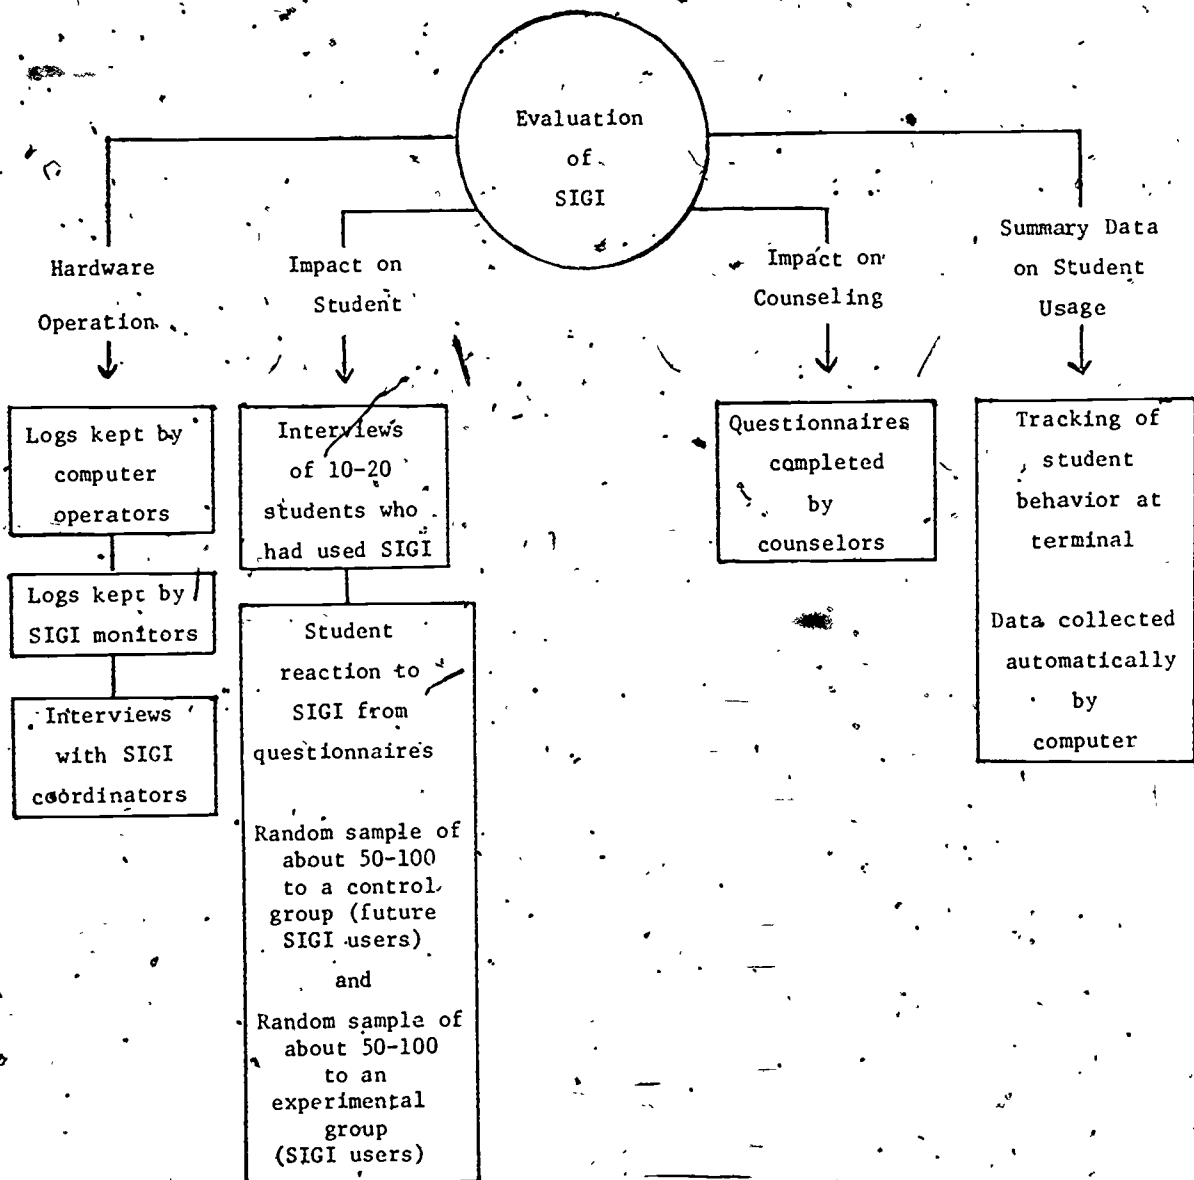 Evaluation
of
SIGI
Hardware
Operation
Logs kept by
computer
operators
Logs kept by
SIGI monitors
Interviews
with SIGI
coordinators
Impact on
Student
Interviews
of 10-20
students who
had used SIGI
Student
reaction to
SIGI from
questionnaires
Random sample of
about 50-100
to a control
group (future
SIGI users)
and
Random sample of
about 50-100
to an
experimental
group
(SIGI users)
Impact on
Counseling
Questionnaires
completed
by
counselors
Summary Data
on Student
Usage
Tracking of
student
behavior at
terminal
Data collected
automatically
by
computer